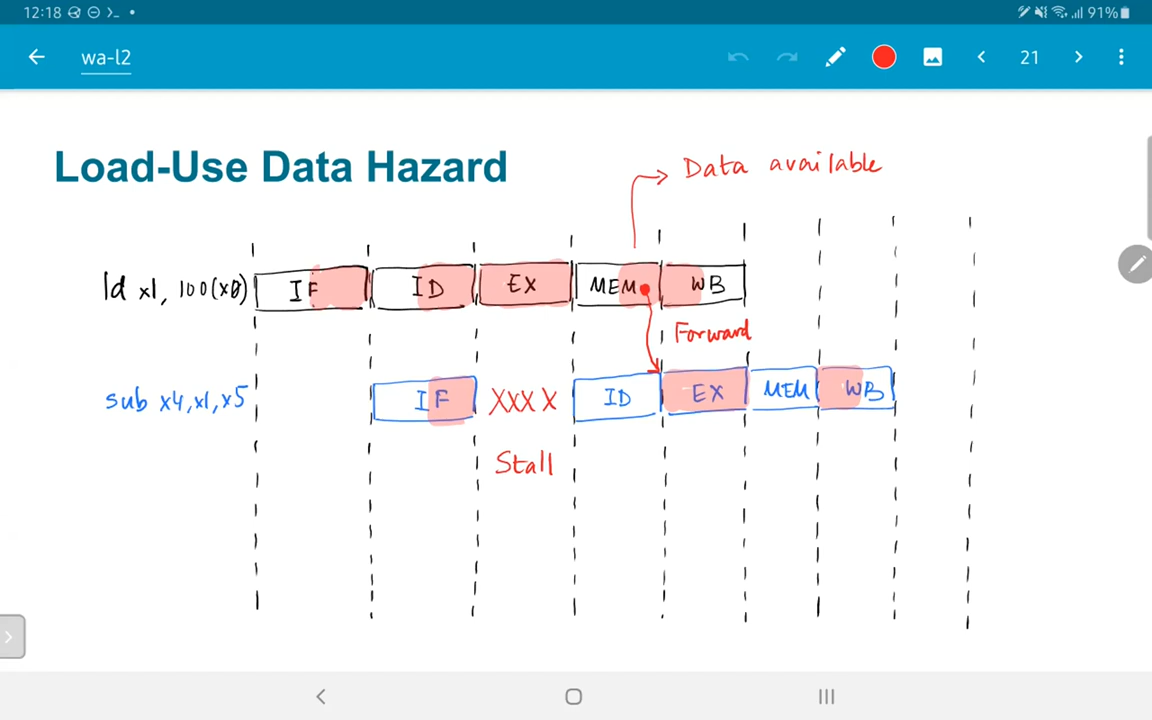 12:18 91%
wa-l2 21
Load-Use Data Hazard
Data available
ld x1, 100(x0) IF ID EX MEM WB
Forward
sub x4, x1, x5 IF XXXX ID EX MEM WB
Stall